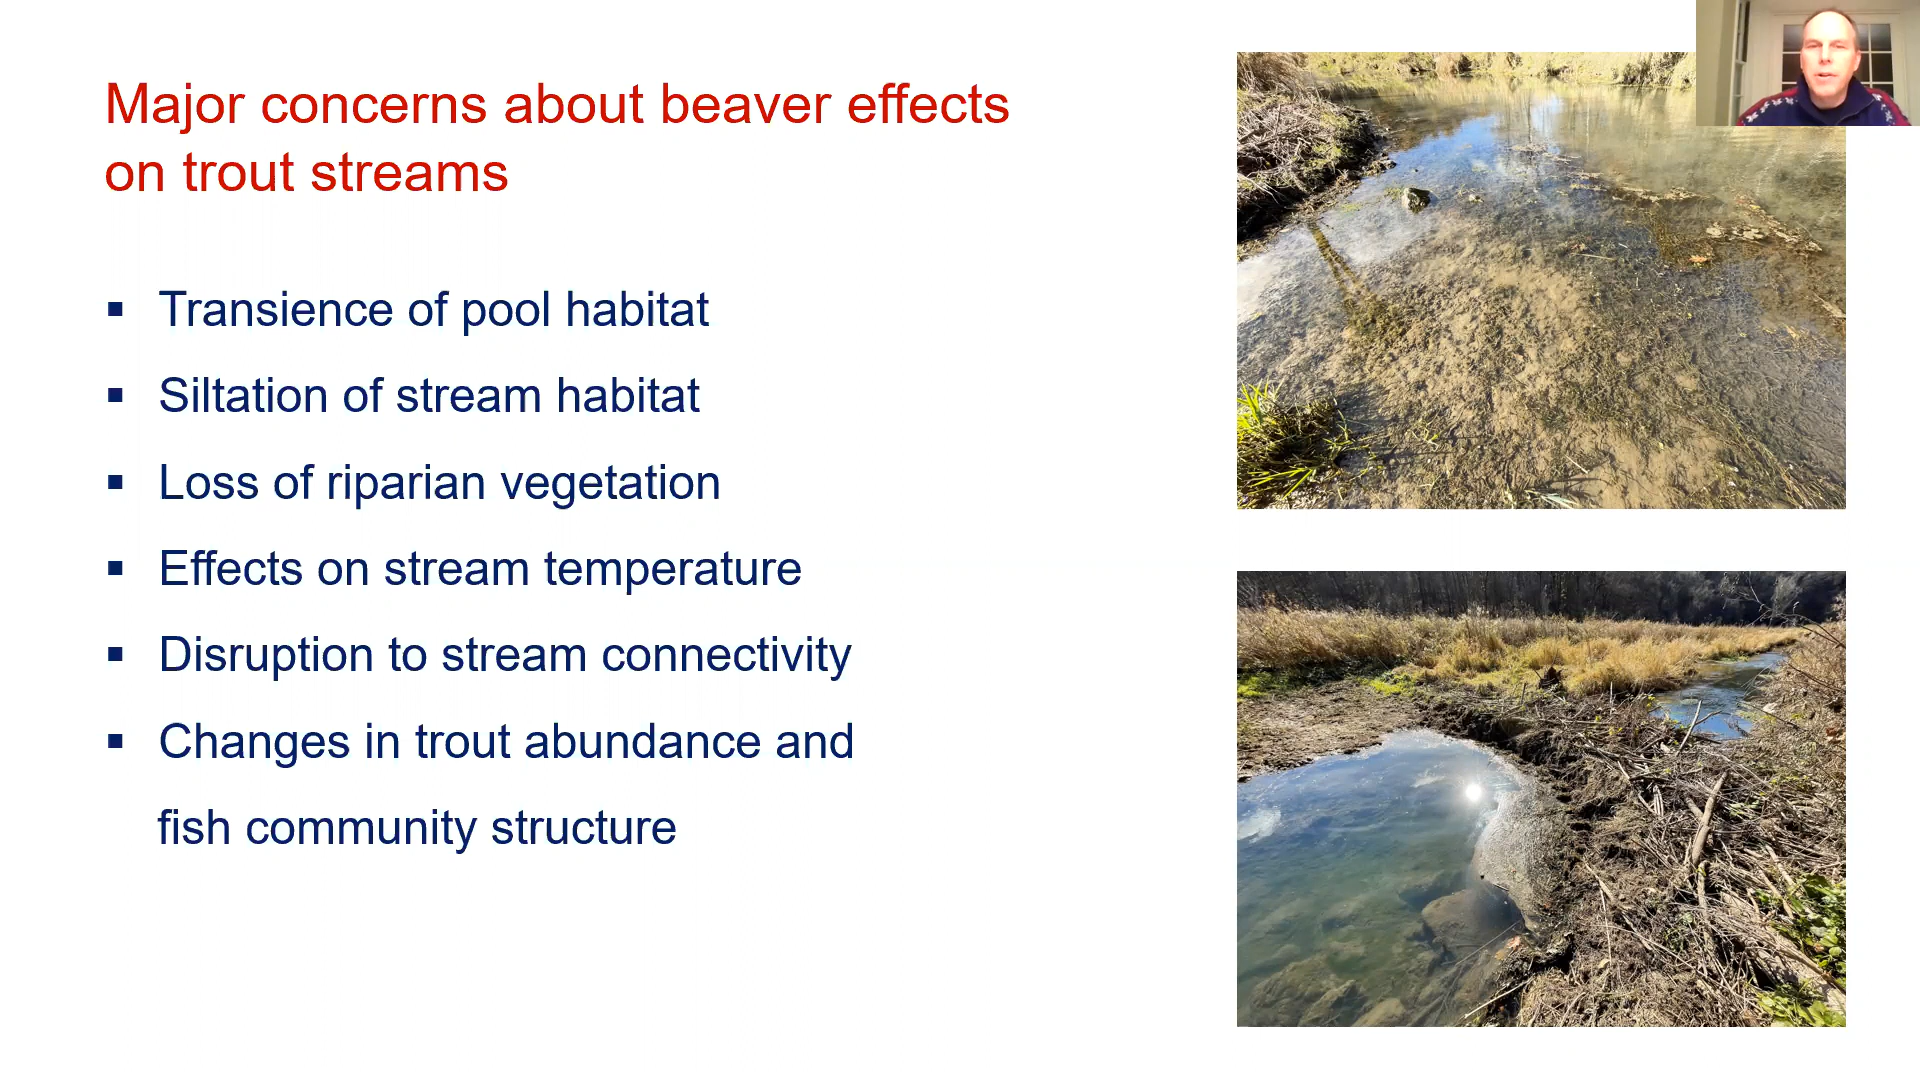 Major concerns about beaver effects
on trout streams
▪ Transience of pool habitat
▪ Siltation of stream habitat
▪ Loss of riparian vegetation
▪ Effects on stream temperature
▪ Disruption to stream connectivity
▪ Changes in trout abundance and
fish community structure